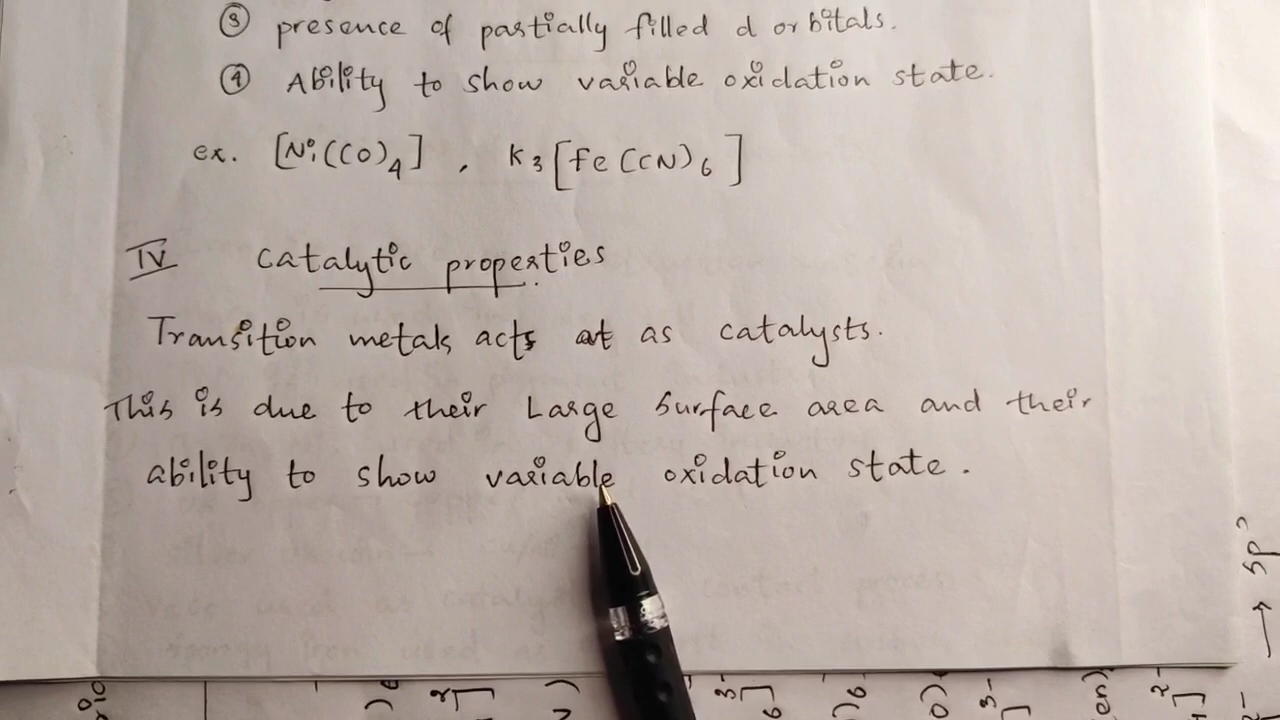 ③ presence of partially filled d orbitals.
④ Ability to show variable oxidation state.
ex. [Ni(CO)4] , K3[Fe(CN)6]
IV Catalytic properties
Transition metals acts at as catalysts.
This is due to their Large Surface area and their
ability to show variable oxidation state.
→ sp3